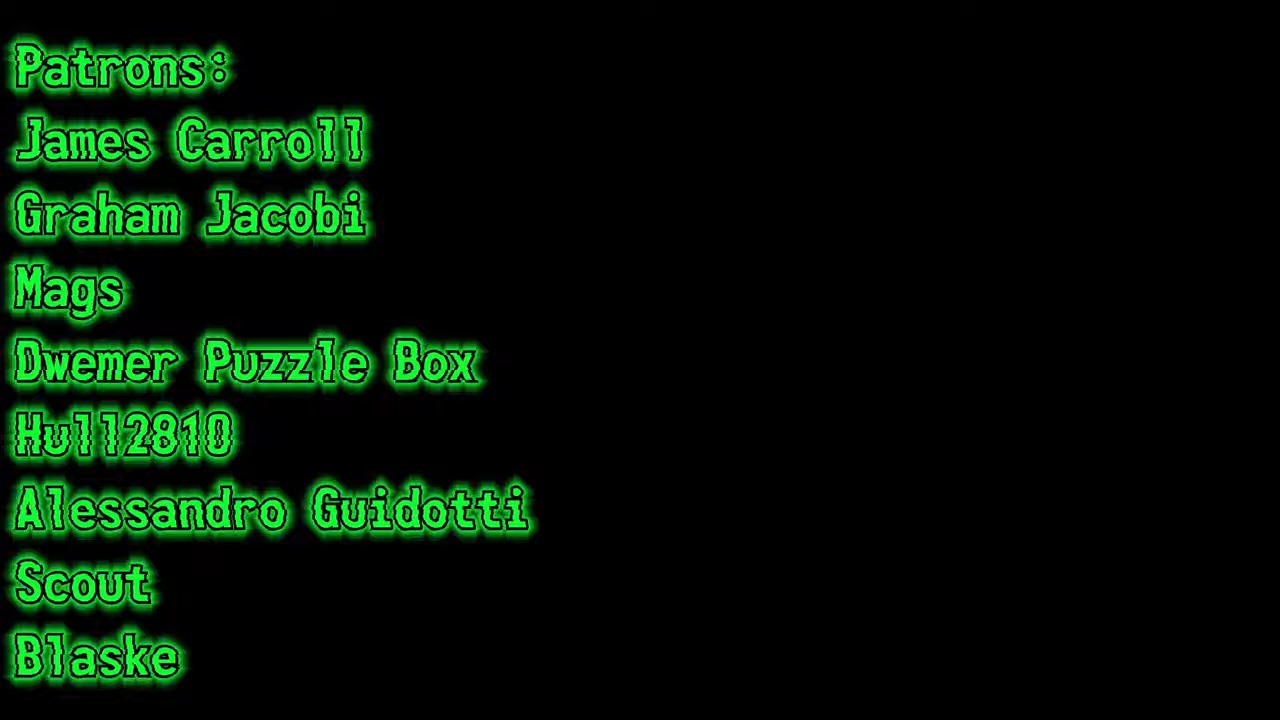 Patrons:
James Carroll
Graham Jacobi
Mags
Dwemer Puzzle Box
Hull2810
Alessandro Guidotti
Scout
Blaske